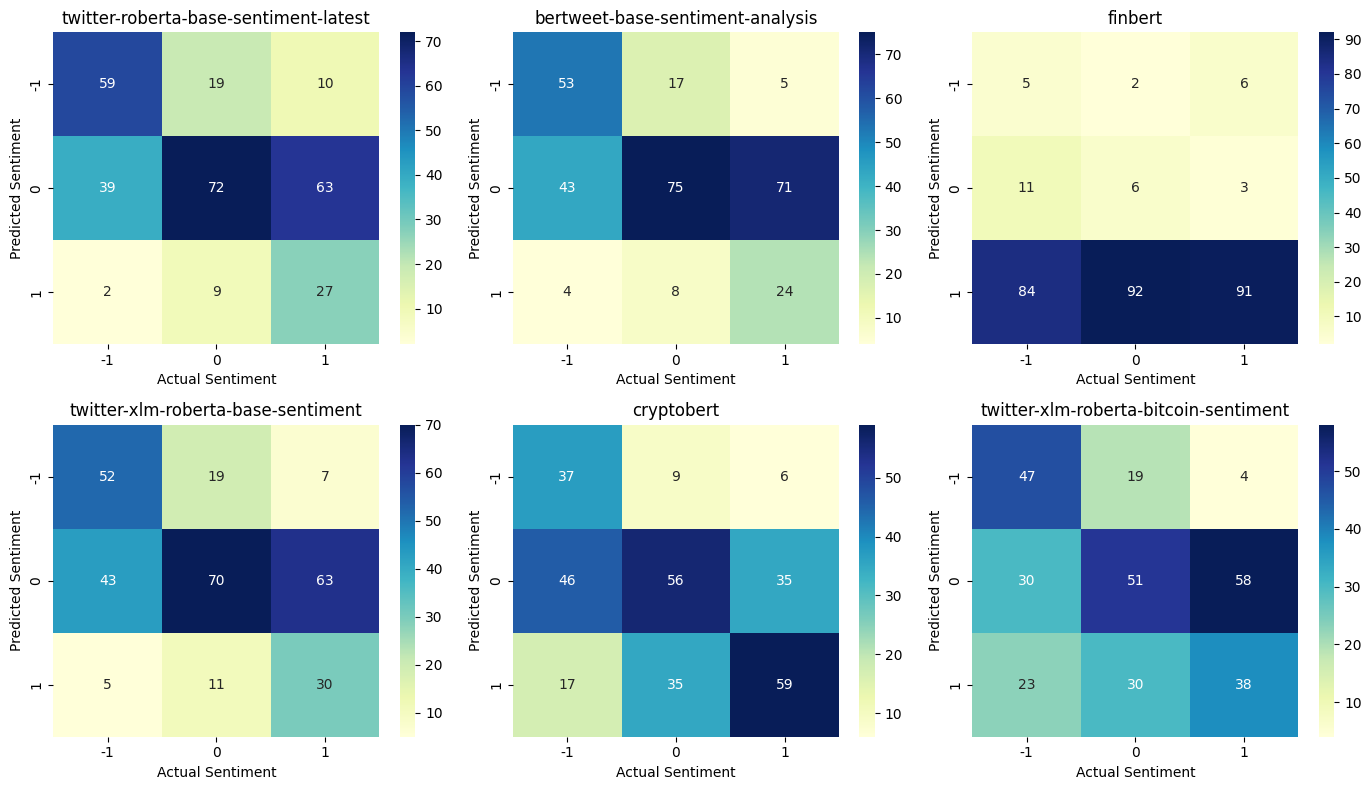 twitter-roberta-base-sentiment-latest
Predicted Sentiment
-1
0
1
59 19 10
39 72 63
2 9 27
-1 0 1
Actual Sentiment
70
60
50
40
30
20
10
bertweet-base-sentiment-analysis
Predicted Sentiment
-1
0
1
53 17 5
43 75 71
4 8 24
-1 0 1
Actual Sentiment
70
60
50
40
30
20
10
finbert
Predicted Sentiment
-1
0
1
5 2 6
11 6 3
84 92 91
-1 0 1
Actual Sentiment
90
80
70
60
50
40
30
20
10
twitter-xlm-roberta-base-sentiment
Predicted Sentiment
-1
0
1
52 19 7
43 70 63
5 11 30
-1 0 1
Actual Sentiment
70
60
50
40
30
20
10
cryptobert
Predicted Sentiment
-1
0
1
37 9 6
46 56 35
17 35 59
-1 0 1
Actual Sentiment
50
40
30
20
10
twitter-xlm-roberta-bitcoin-sentiment
Predicted Sentiment
-1
0
1
47 19 4
30 51 58
23 30 38
-1 0 1
Actual Sentiment
50
40
30
20
10